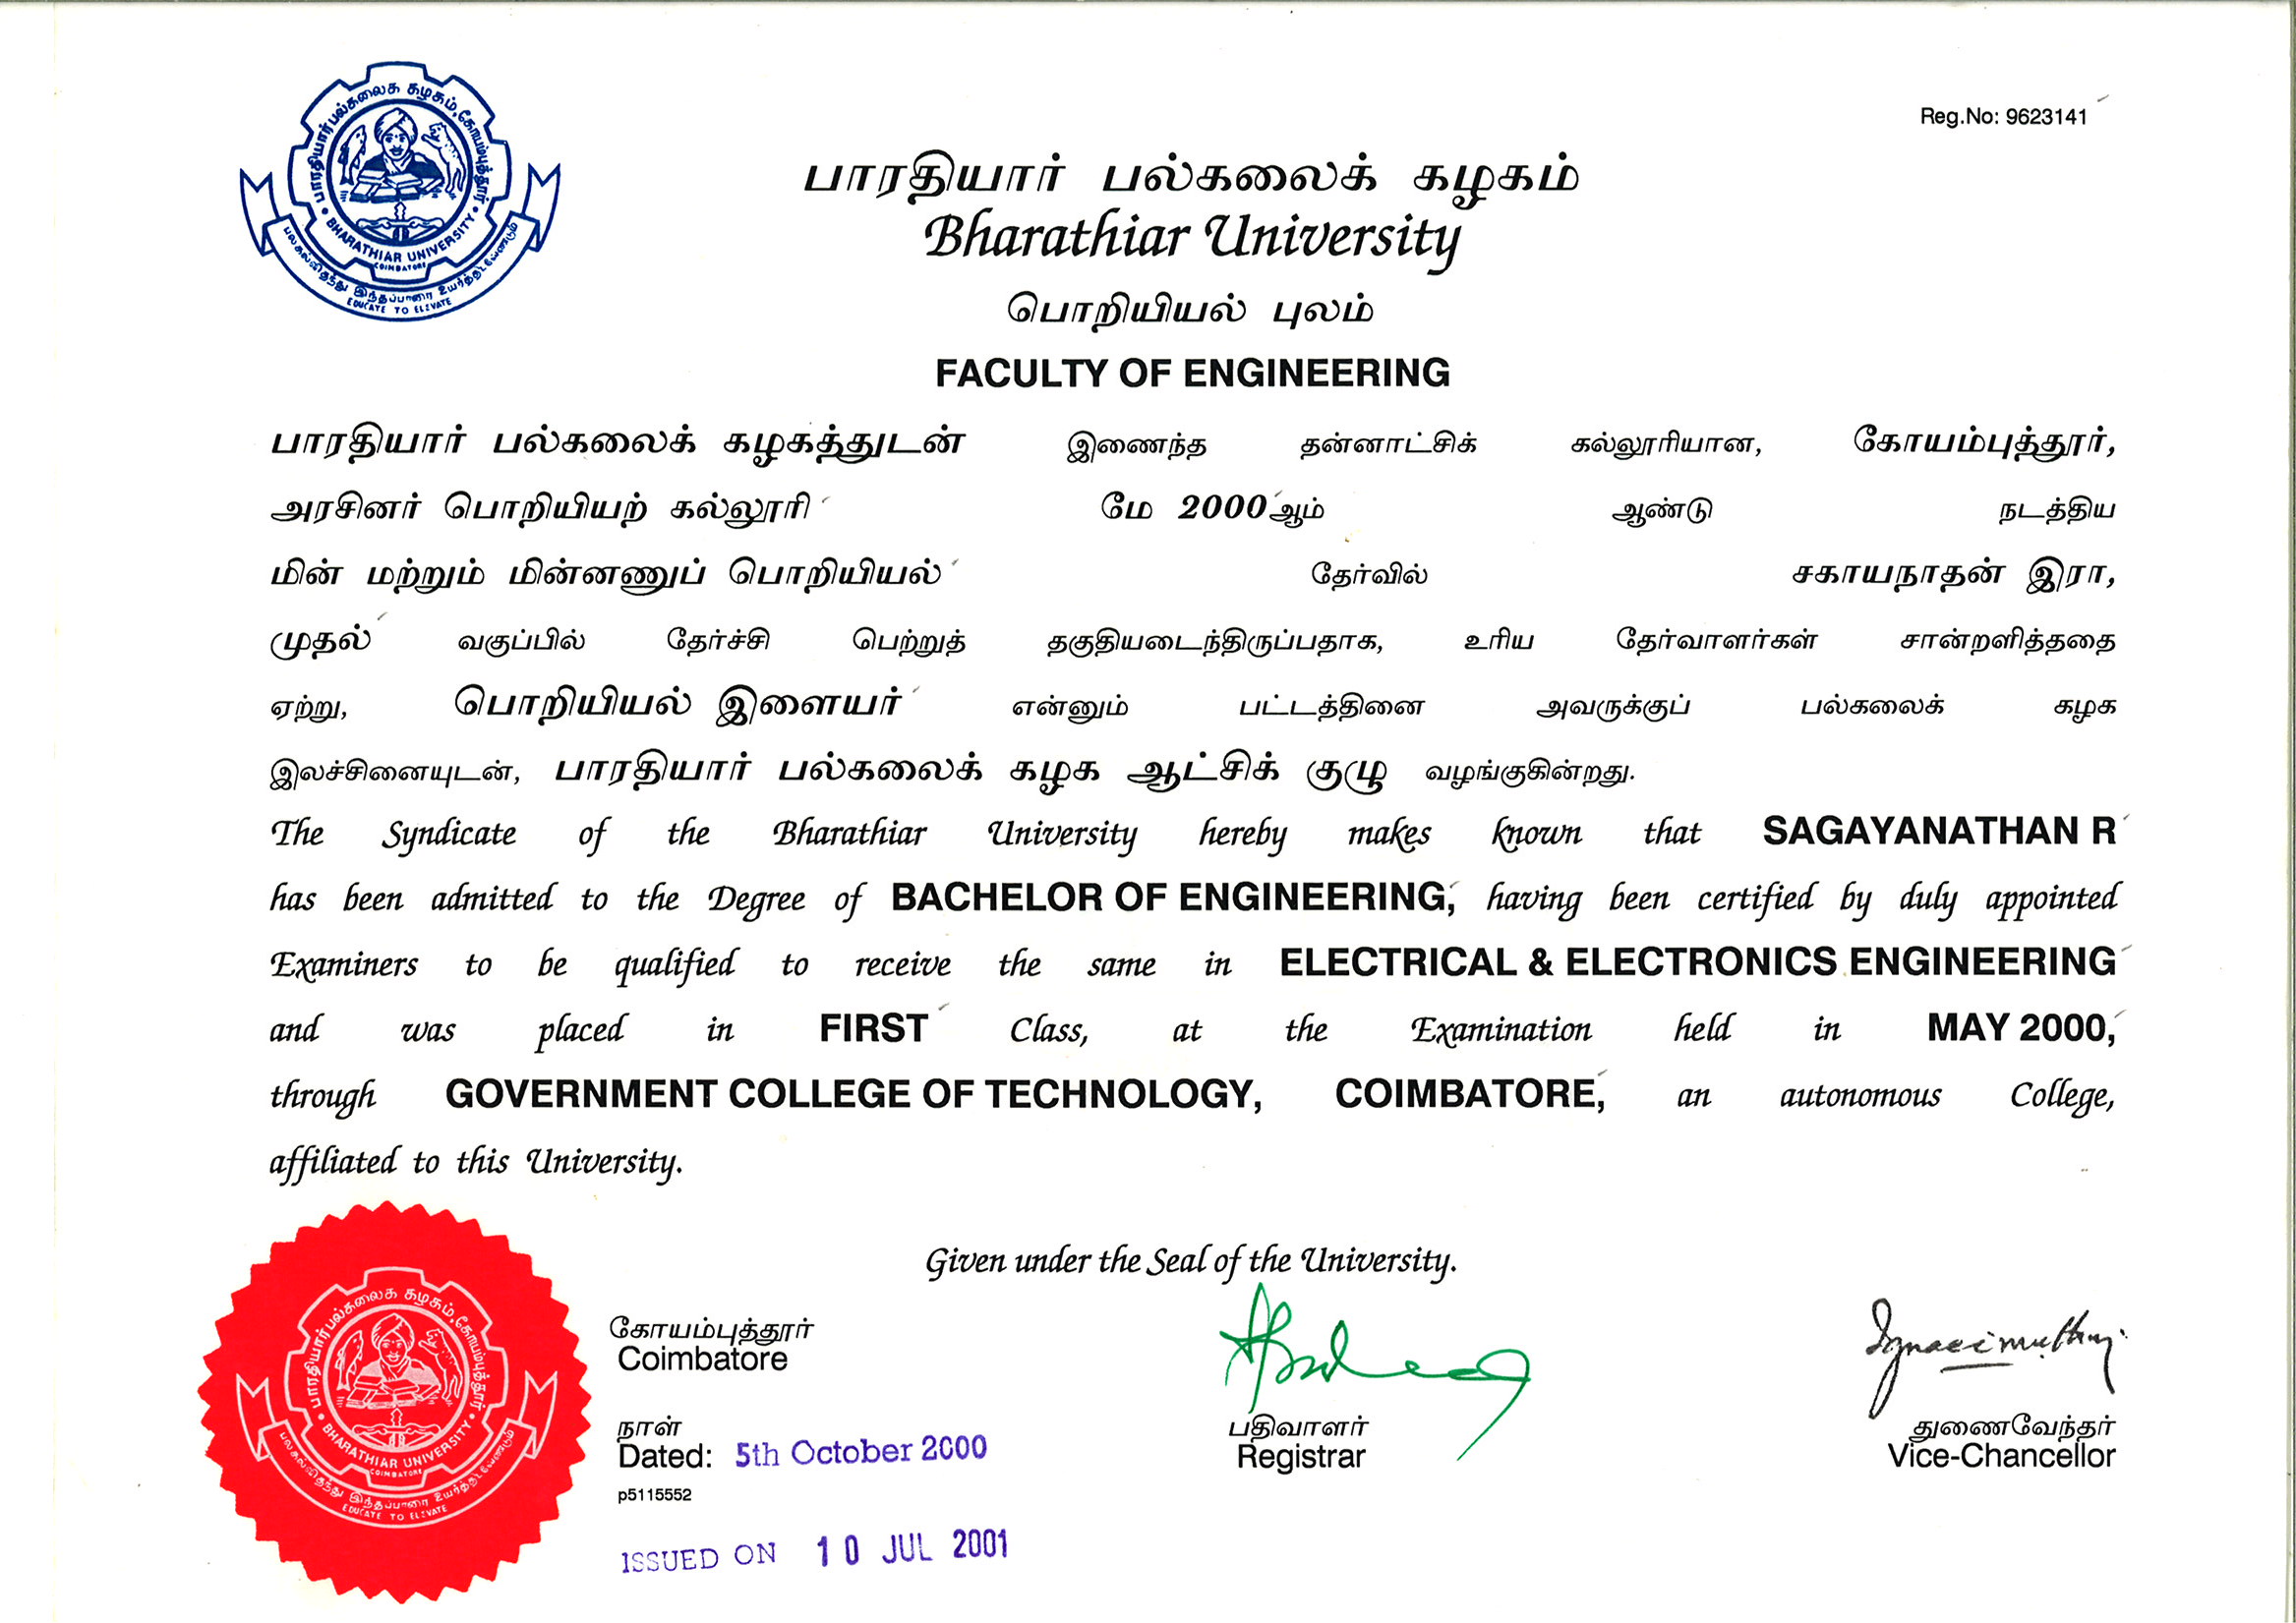 பாரதியார் பல்கலைக் கழகம், கோயம்புத்தூர்
BHARATHIAR UNIVERSITY
COIMBATORE
EDUCATE TO ELEVATE
Reg.No: 9623141
பாரதியார் பல்கலைக் கழகம்
Bharathiar University
பொறியியல் புலம்
FACULTY OF ENGINEERING
பாரதியார் பல்கலைக் கழகத்துடன் இணைந்த தன்னாட்சிக் கல்லூரியான, கோயம்புத்தூர்,
அரசினர் பொறியியற் கல்லூரி மே 2000ஆம் ஆண்டு நடத்திய
மின் மற்றும் மின்னணுப் பொறியியல் தேர்வில் சகாயநாதன் இரா,
முதல் வகுப்பில் தேர்ச்சி பெற்றுத் தகுதியடைந்திருப்பதாக, உரிய தேர்வாளர்கள் சான்றளித்ததை
ஏற்று, பொறியியல் இளையர் என்னும் பட்டத்தினை அவருக்குப் பல்கலைக் கழக
இலச்சினையுடன், பாரதியார் பல்கலைக் கழக ஆட்சிக் குழு வழங்குகின்றது.
The Syndicate of the Bharathiar University hereby makes known that SAGAYANATHAN R
has been admitted to the Degree of BACHELOR OF ENGINEERING, having been certified by duly appointed
Examiners to be qualified to receive the same in ELECTRICAL & ELECTRONICS ENGINEERING
and was placed in FIRST Class, at the Examination held in MAY 2000,
through GOVERNMENT COLLEGE OF TECHNOLOGY, COIMBATORE, an autonomous College,
affiliated to this University.
Given under the Seal of the University.
பாரதியார் பல்கலைக் கழகம், கோயம்புத்தூர்
BHARATHIAR UNIVERSITY
COIMBATORE
EDUCATE TO ELEVATE
கோயம்புத்தூர்
Coimbatore
நாள்
Dated: 5th October 2000
p5115552
ISSUED ON 10 JUL 2001
பதிவாளர்
Registrar
துணைவேந்தர்
Vice-Chancellor